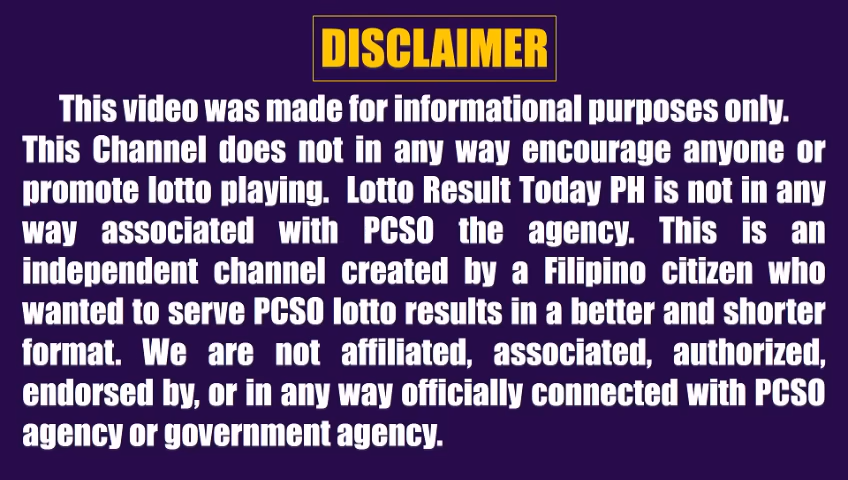 DISCLAIMER
This video was made for informational purposes only.
This Channel does not in any way encourage anyone or
promote lotto playing. Lotto Result Today PH is not in any
way associated with PCSO the agency. This is an
independent channel created by a Filipino citizen who
wanted to serve PCSO lotto results in a better and shorter
format. We are not affiliated, associated, authorized,
endorsed by, or in any way officially connected with PCSO
agency or government agency.